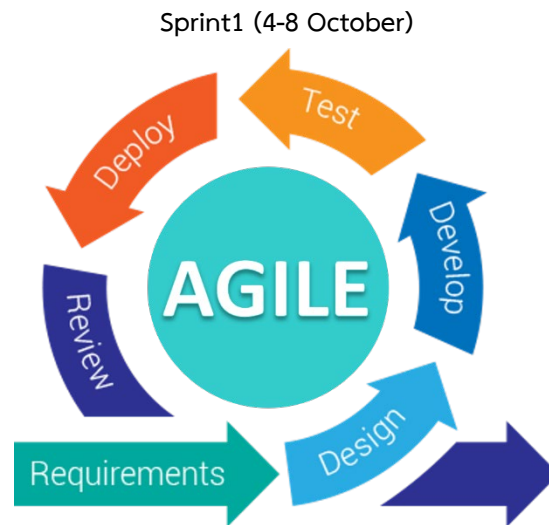 Sprint1 (4-8 October)
Test
Deploy
Develop
AGILE
Review
Design
Requirements